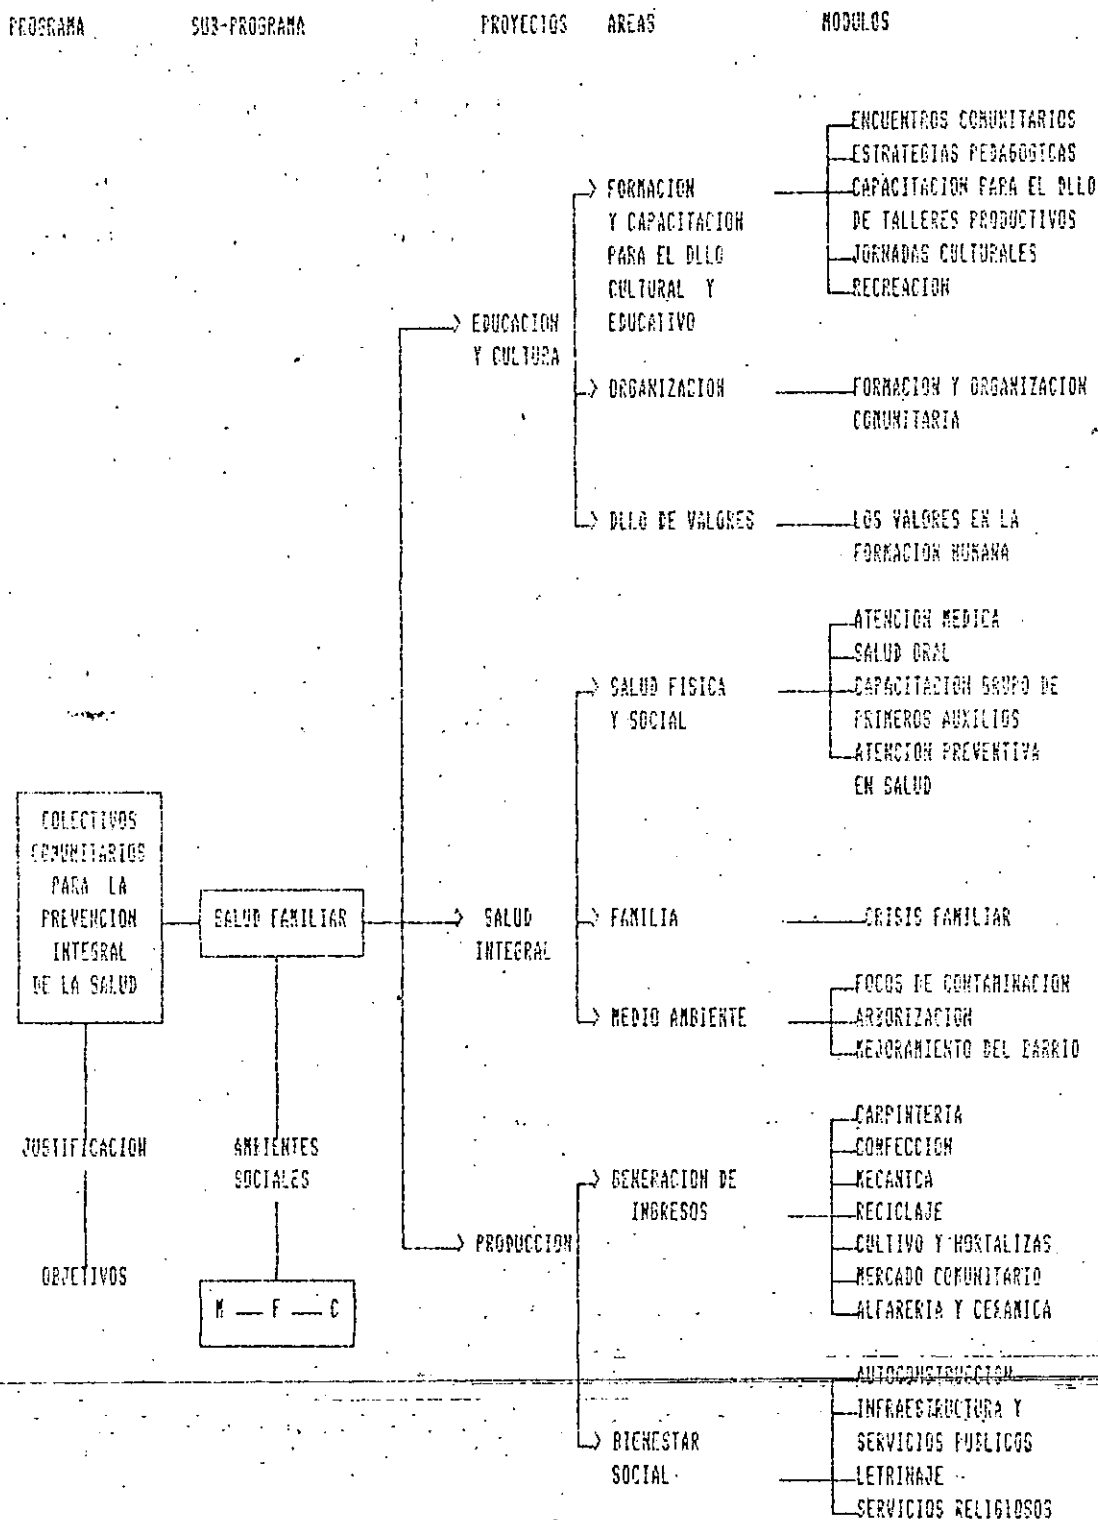 PROGRAMA SUB-PROGRAMA PROYECTOS AREAS MODULOS
ENCUENTROS COMUNITARIOS
ESTRATEGIAS PEDAGOGICAS
CAPACITACION PARA EL DLLO
DE TALLERES PRODUCTIVOS
JORNADAS CULTURALES
RECREACION
FORMACION
Y CAPACITACION
PARA EL DLLO
CULTURAL Y
EDUCATIVO
EDUCACION
Y CULTURA
ORGANIZACION
FORMACION Y ORGANIZACION
COMUNITARIA
DLLO DE VALORES
LOS VALORES EN LA
FORMACION HUMANA
ATENCION MEDICA
SALUD ORAL
CAPACITACION GRUPO DE
PRIMEROS AUXILIOS
ATENCION PREVENTIVA
EN SALUD
SALUD FISICA
Y SOCIAL
COLECTIVOS
COMUNITARIOS
PARA LA
PREVENCION
INTEGRAL
DE LA SALUD
SALUD FAMILIAR
SALUD
INTEGRAL
FAMILIA
CRISIS FAMILIAR
MEDIO AMBIENTE
FOCOS DE CONTAMINACION
ARBORIZACION
MEJORAMIENTO DEL BARRIO
JUSTIFICACION
OBJETIVOS
AMBIENTES
SOCIALES
M — F — C
PRODUCCION
GENERACION DE
INGRESOS
CARPINTERIA
CONFECCION
MECANICA
RECICLAJE
CULTIVO Y HORTALIZAS
MERCADO COMUNITARIO
ALFARERIA Y CERAMICA
BIENESTAR
SOCIAL
AUTOCONSTRUCCION
INFRAESTRUCTURA Y
SERVICIOS PUBLICOS
LETRINAJE
SERVICIOS RELIGIOSOS